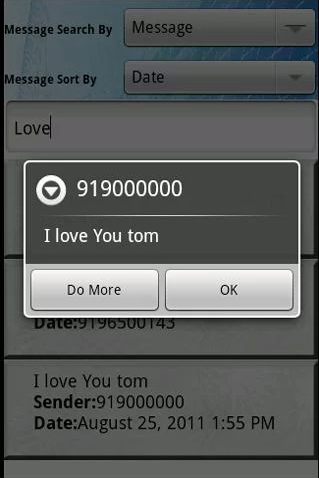 Message Search By Message
Message Sort By Date
Love
919000000
I love You tom
Do More OK
Date:9196500143
I love You tom
Sender:919000000
Date:August 25, 2011 1:55 PM